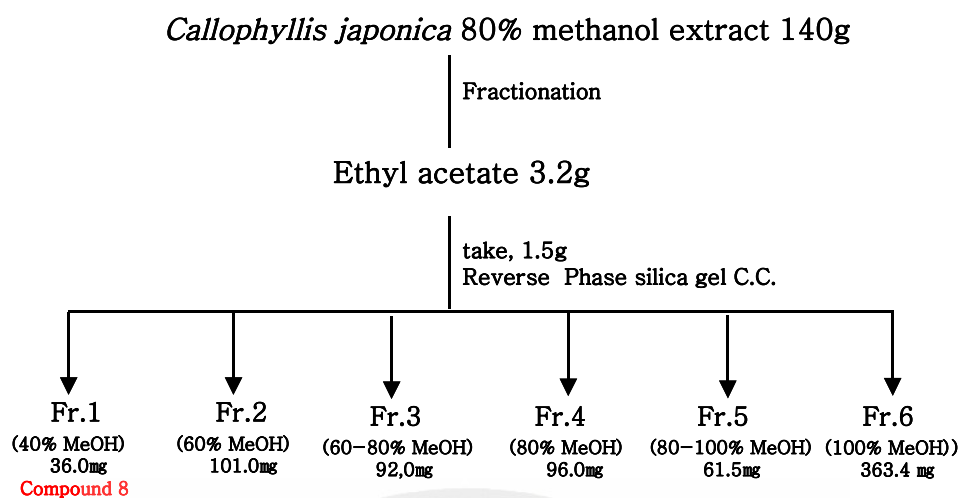 Callophyllis japonica 80% methanol extract 140g
Fractionation
Ethyl acetate 3.2g
take, 1.5g
Reverse Phase silica gel C.C.
Fr.1 Fr.2 Fr.3 Fr.4 Fr.5 Fr.6
(40% MeOH) (60% MeOH) (60-80% MeOH) (80% MeOH) (80-100% MeOH) (100% MeOH))
36.0㎎ 101.0㎎ 92,0㎎ 96.0㎎ 61.5㎎ 363.4 ㎎
Compound 8